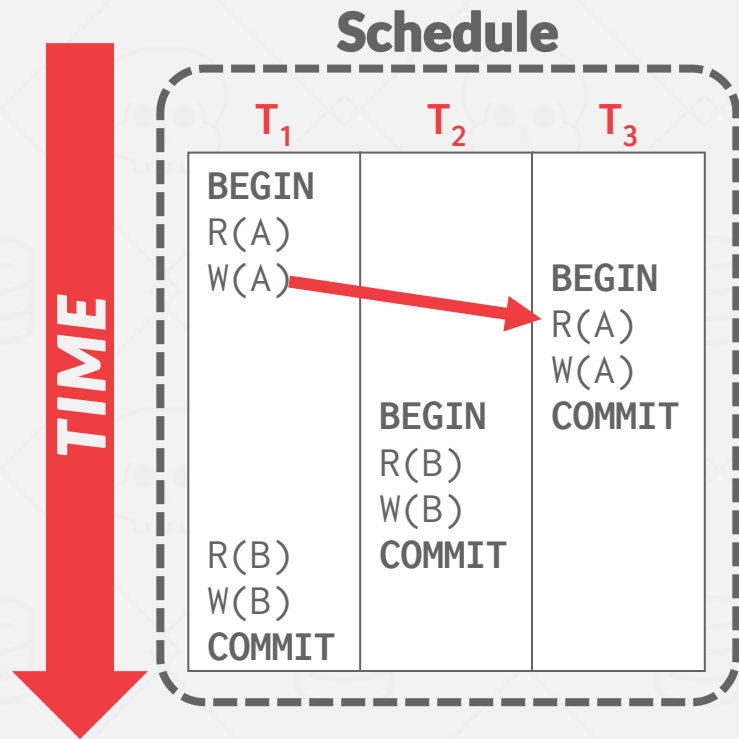 Schedule
T₁ T₂ T₃
BEGIN
R(A)
W(A) BEGIN
R(A)
W(A)
BEGIN COMMIT
R(B)
W(B)
R(B) COMMIT
W(B)
COMMIT
TIME